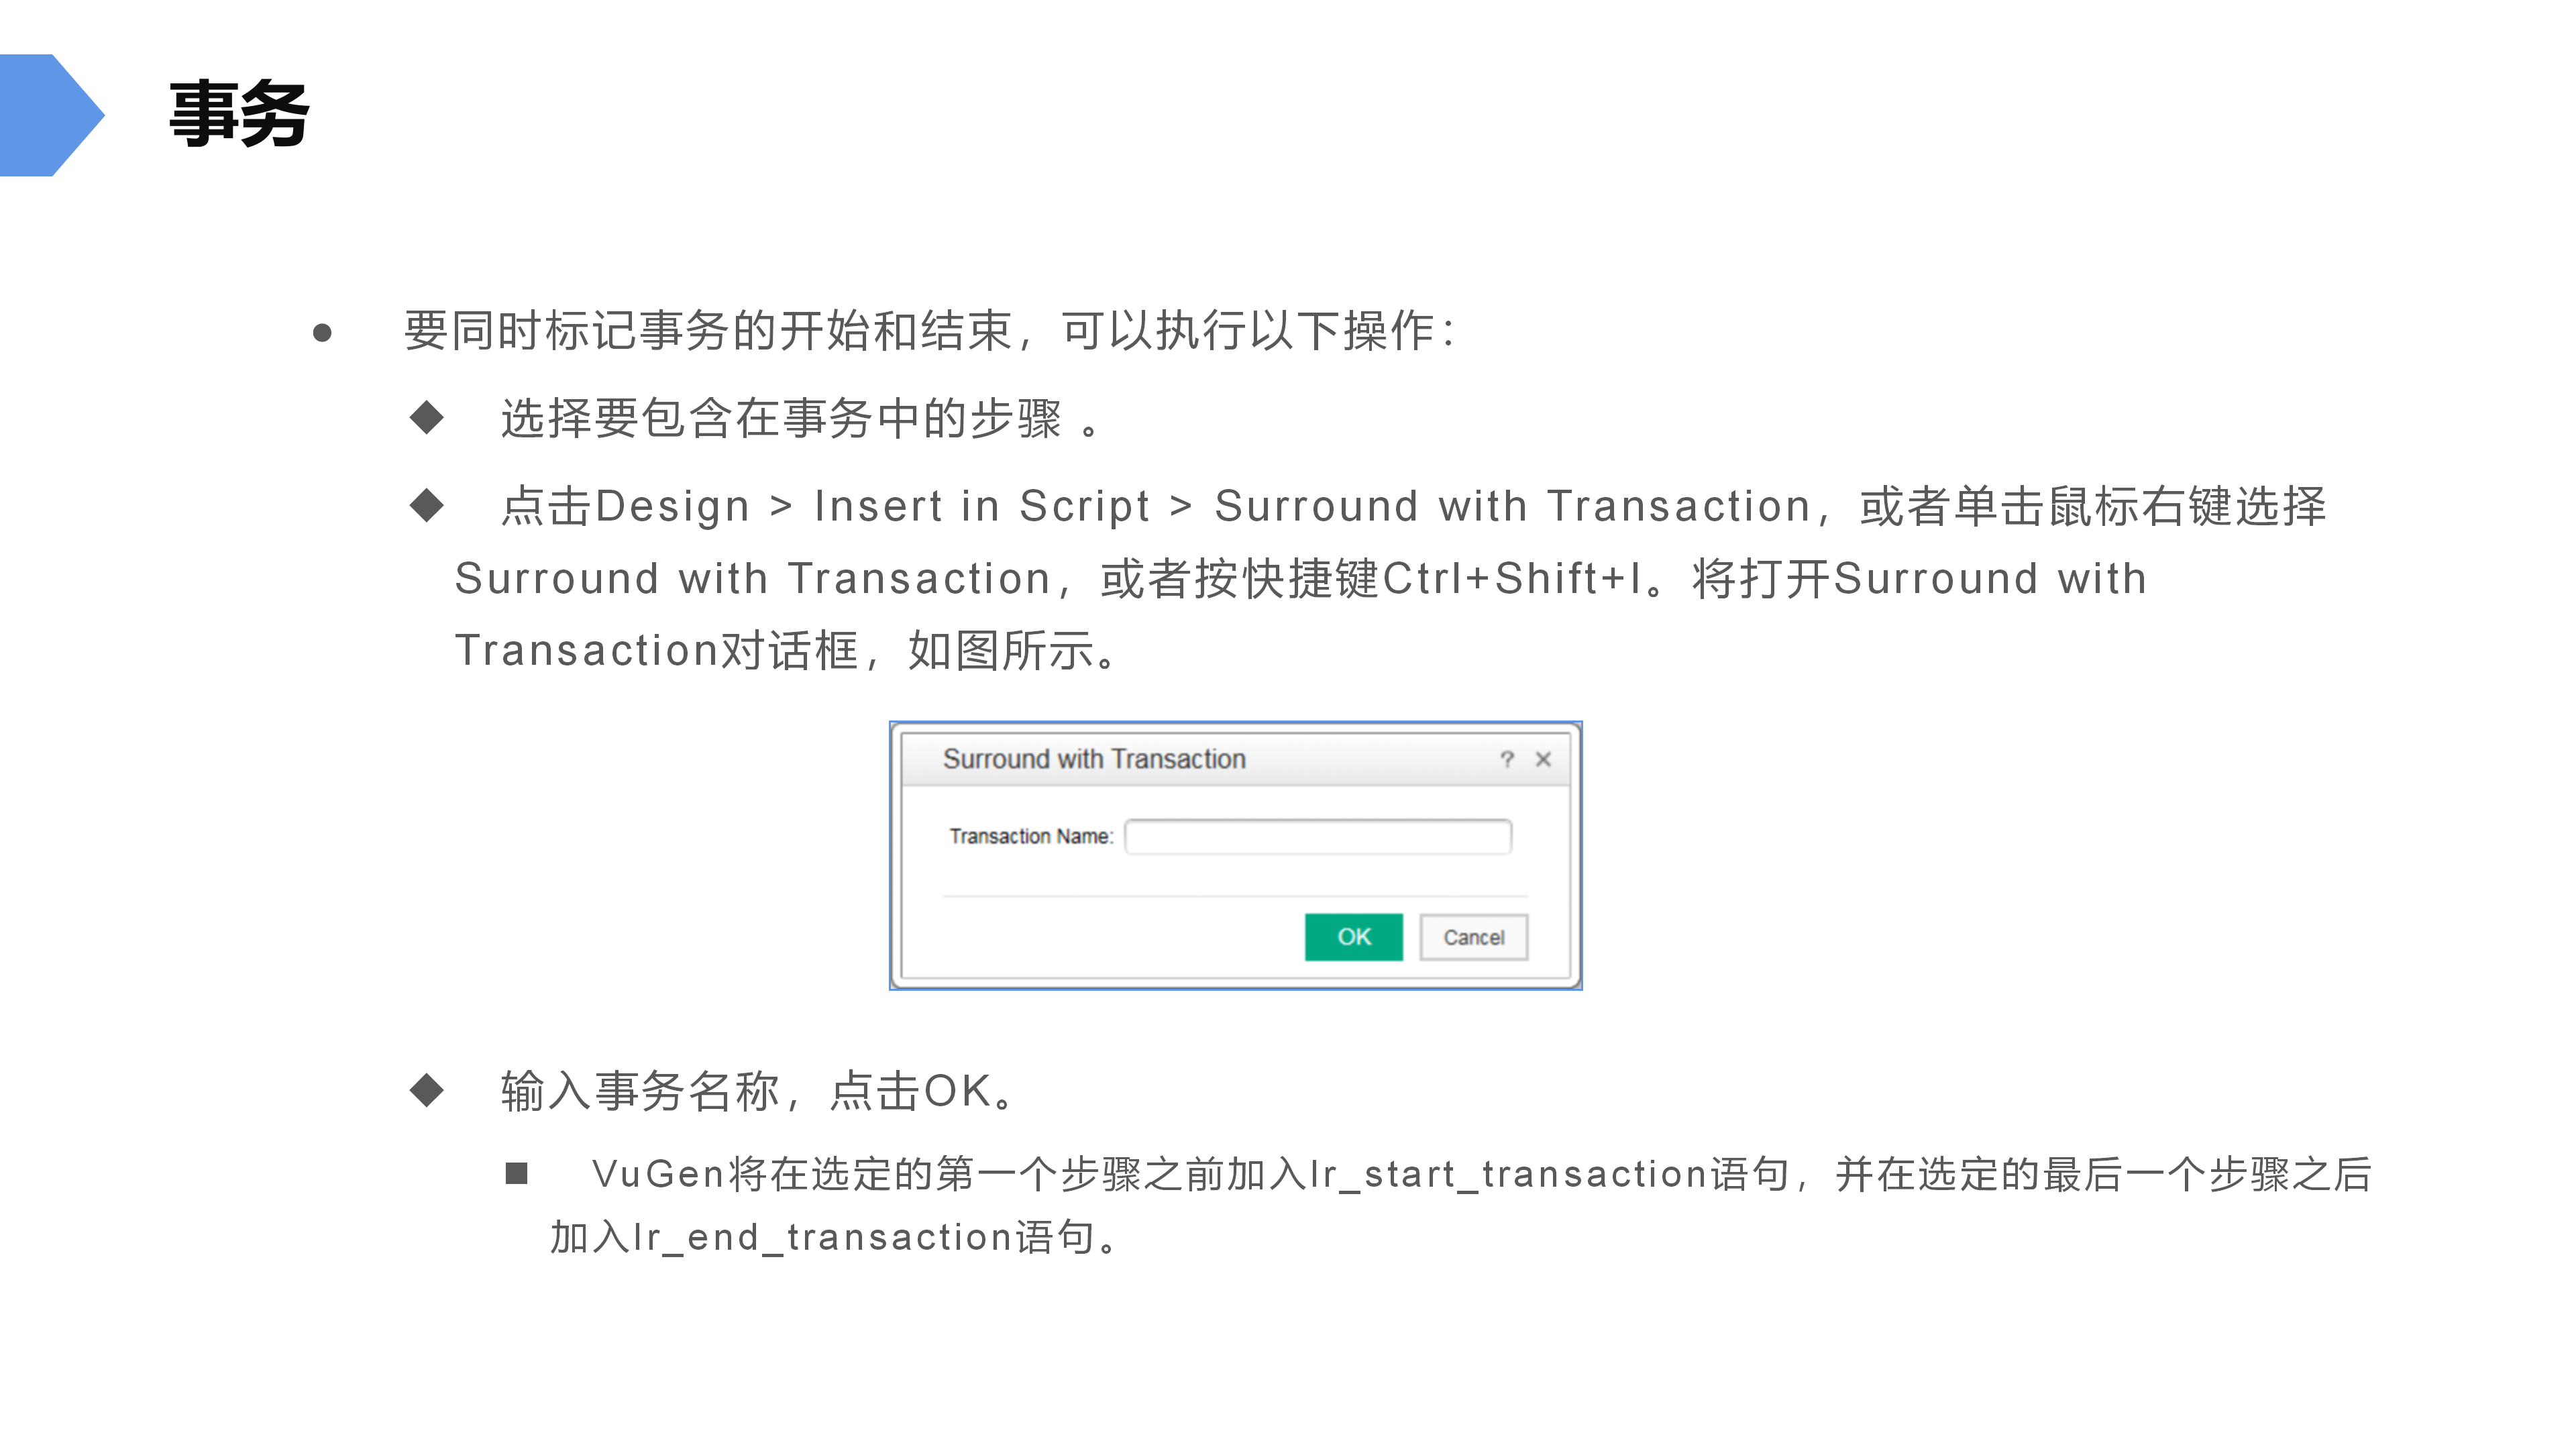 事务
● 要同时标记事务的开始和结束，可以执行以下操作：
◆ 选择要包含在事务中的步骤 。
◆ 点击Design > Insert in Script > Surround with Transaction，或者单击鼠标右键选择
Surround with Transaction，或者按快捷键Ctrl+Shift+I。将打开Surround with
Transaction对话框，如图所示。
Surround with Transaction ? ×
Transaction Name:
OK Cancel
◆ 输入事务名称，点击OK。
■ VuGen将在选定的第一个步骤之前加入lr_start_transaction语句，并在选定的最后一个步骤之后
加入lr_end_transaction语句。